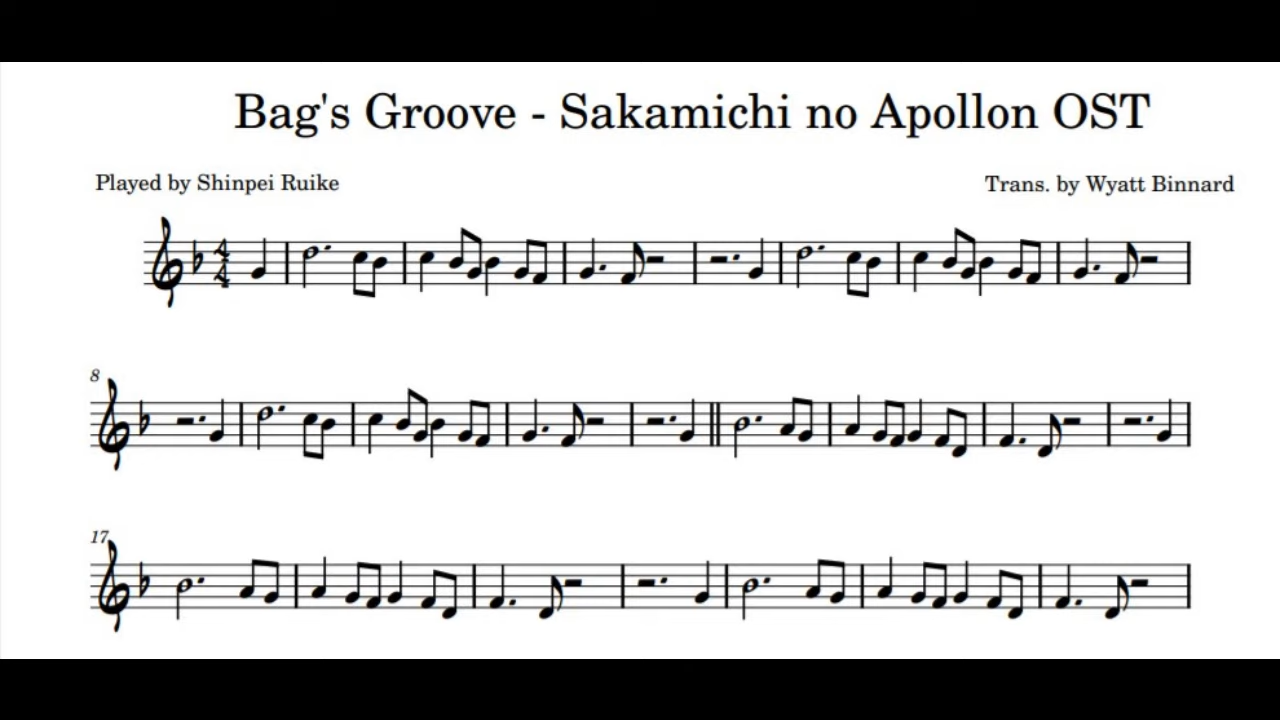 Bag's Groove - Sakamichi no Apollon OST
Played by Shinpei Ruike
Trans. by Wyatt Binnard
4
4
8
17